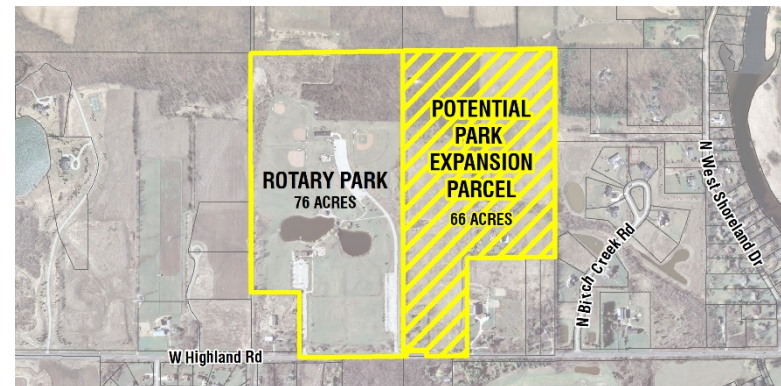 ROTARY PARK
76 ACRES
POTENTIAL
PARK
EXPANSION
PARCEL
66 ACRES
N West Shoreland Dr
N Birch Creek Rd
W Highland Rd